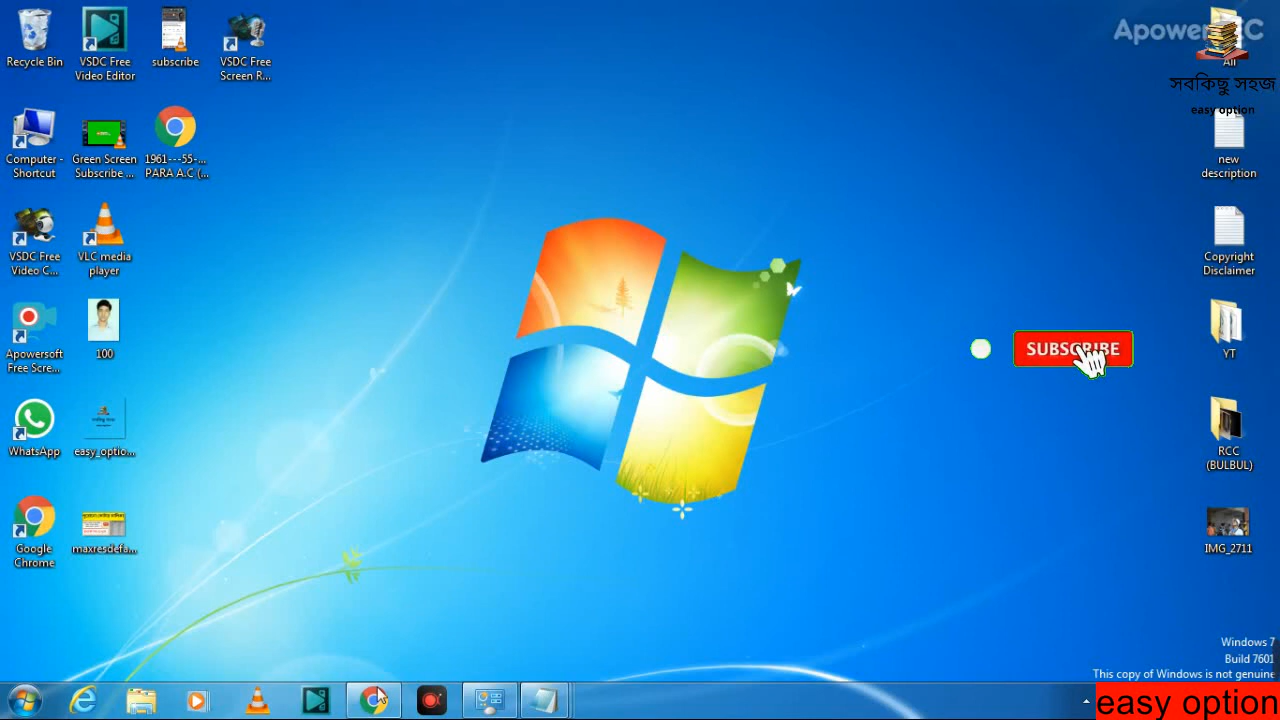 Recycle Bin
VSDC Free
Video Editor
subscribe
VSDC Free
Screen R...
Computer -
Shortcut
Green Screen
Subscribe ...
1961---55-...
PARA A.C (...
VSDC Free
Video C...
VLC media
player
Apowersoft
Free Scre...
100
WhatsApp
easy_optio...
Google
Chrome
maxresdefa...
All
সবকিছু সহজ
easy option
new
description
Copyright
Disclaimer
YT
SUBSCRIBE
RCC
(BULBUL)
IMG_2711
Windows 7
Build 7601
This copy of Windows is not genuine
easy option